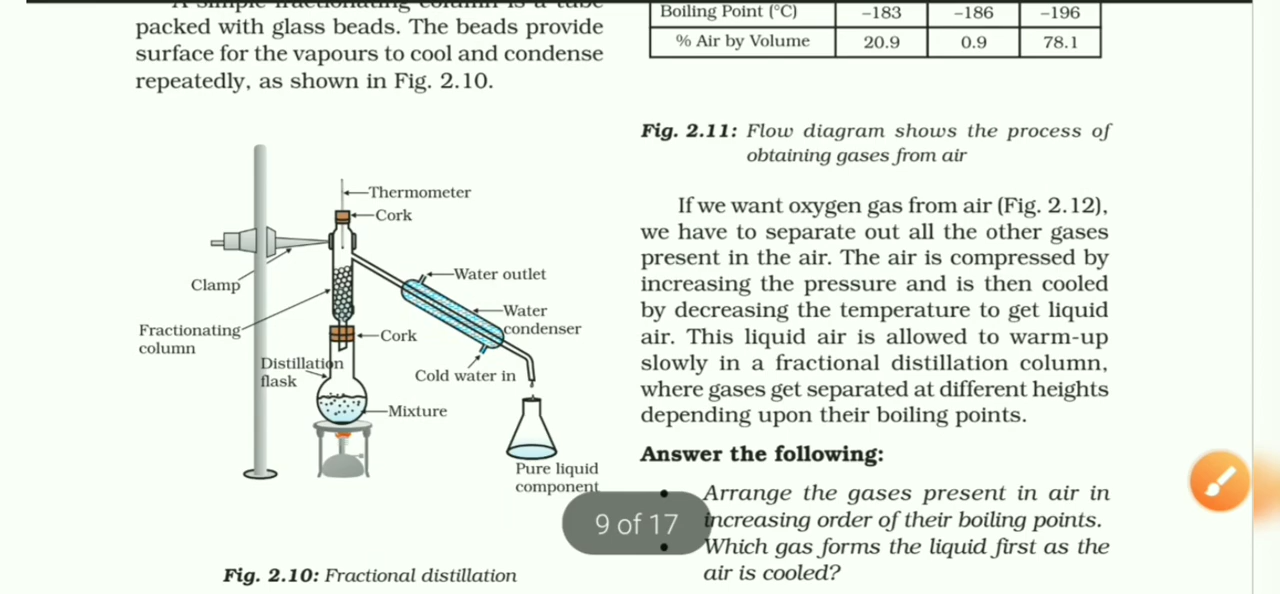 packed with glass beads. The beads provide
surface for the vapours to cool and condense
repeatedly, as shown in Fig. 2.10.
Thermometer
Cork
Water outlet
Clamp
Water
condenser
Fractionating
column
Cork
Distillation
flask
Cold water in
Mixture
Pure liquid
component
Fig. 2.10: Fractional distillation
Boiling Point (°C) –183 –186 –196
% Air by Volume 20.9 0.9 78.1
Fig. 2.11: Flow diagram shows the process of
obtaining gases from air
If we want oxygen gas from air (Fig. 2.12),
we have to separate out all the other gases
present in the air. The air is compressed by
increasing the pressure and is then cooled
by decreasing the temperature to get liquid
air. This liquid air is allowed to warm-up
slowly in a fractional distillation column,
where gases get separated at different heights
depending upon their boiling points.
Answer the following:
• Arrange the gases present in air in
increasing order of their boiling points.
• Which gas forms the liquid first as the
air is cooled?
9 of 17